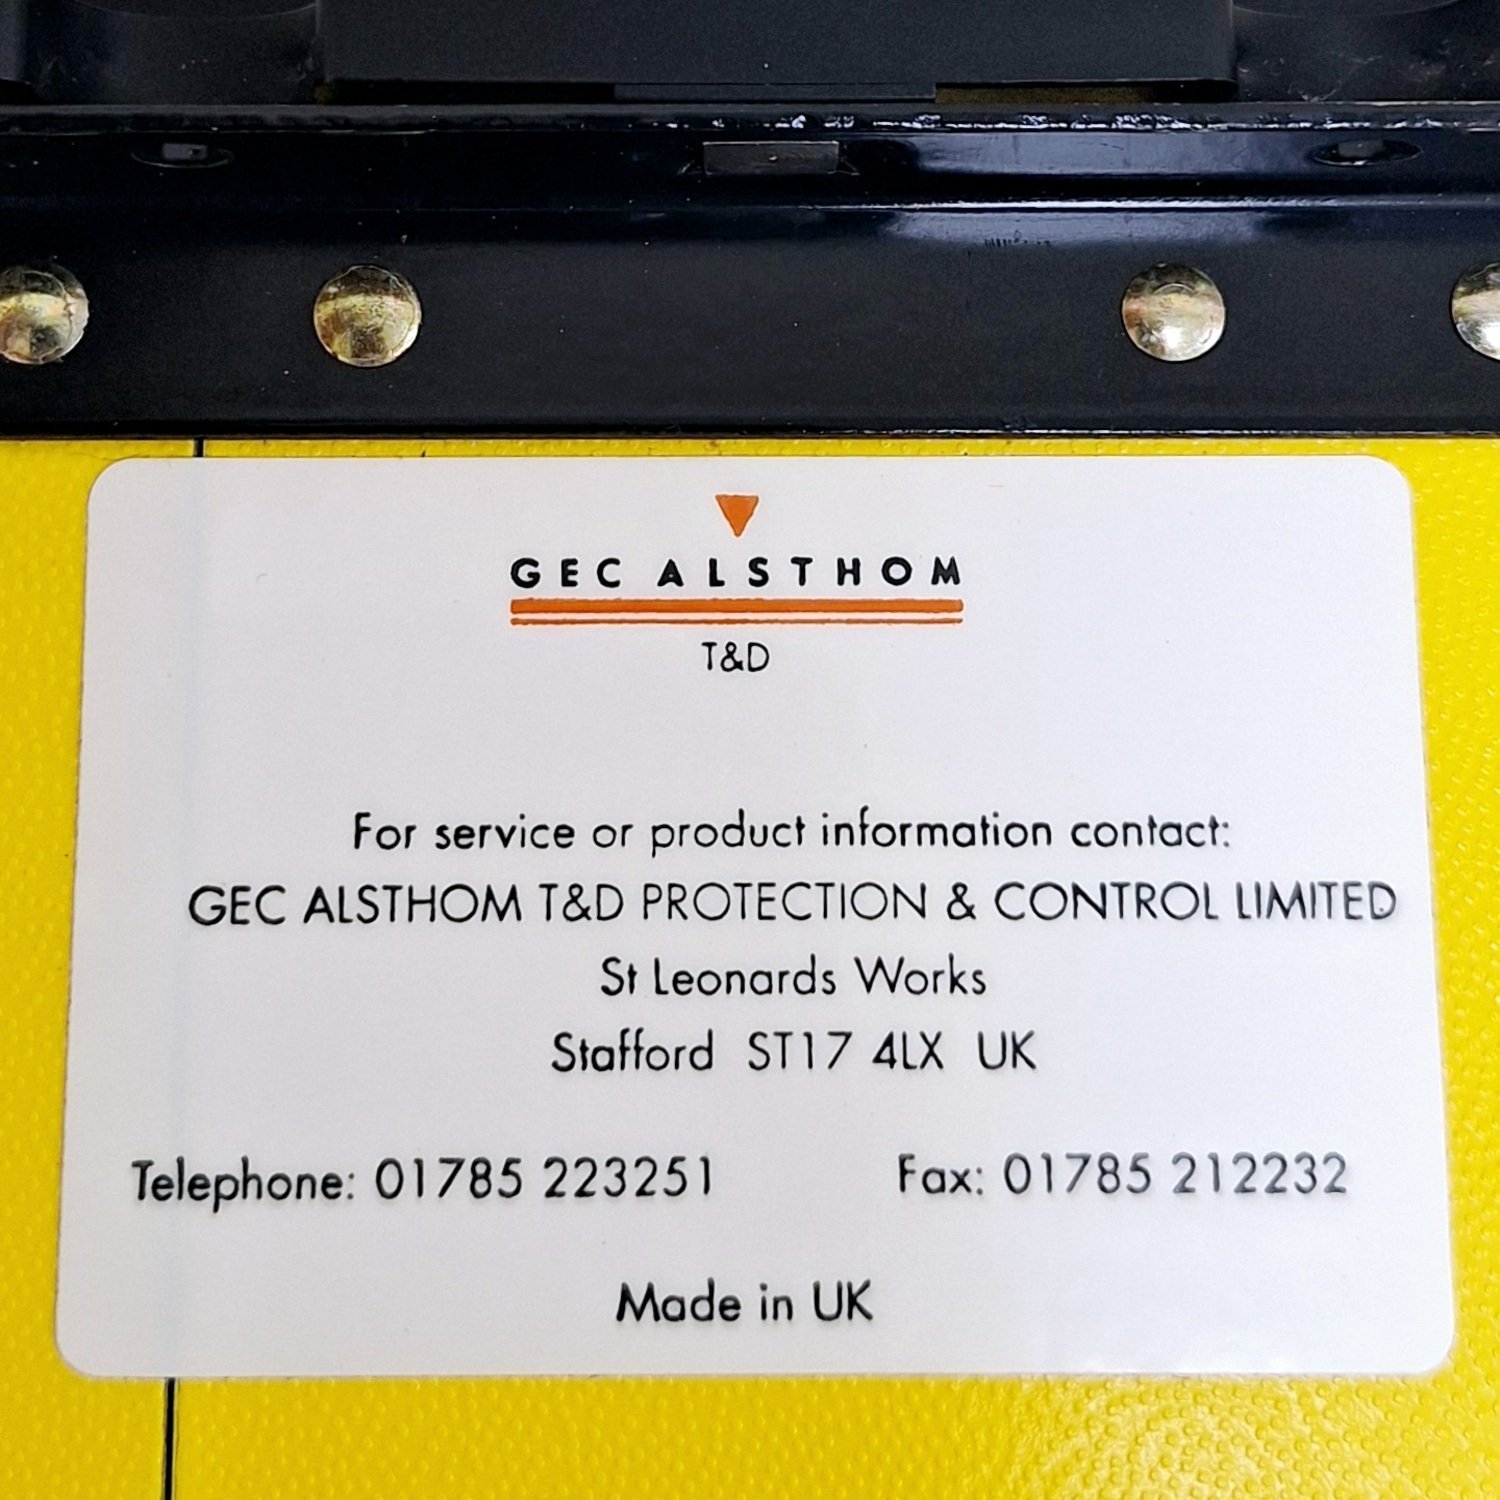 GEC ALSTHOM
T&D
For service or product information contact:
GEC ALSTHOM T&D PROTECTION & CONTROL LIMITED
St Leonards Works
Stafford ST17 4LX UK
Telephone: 01785 223251 Fax: 01785 212232
Made in UK